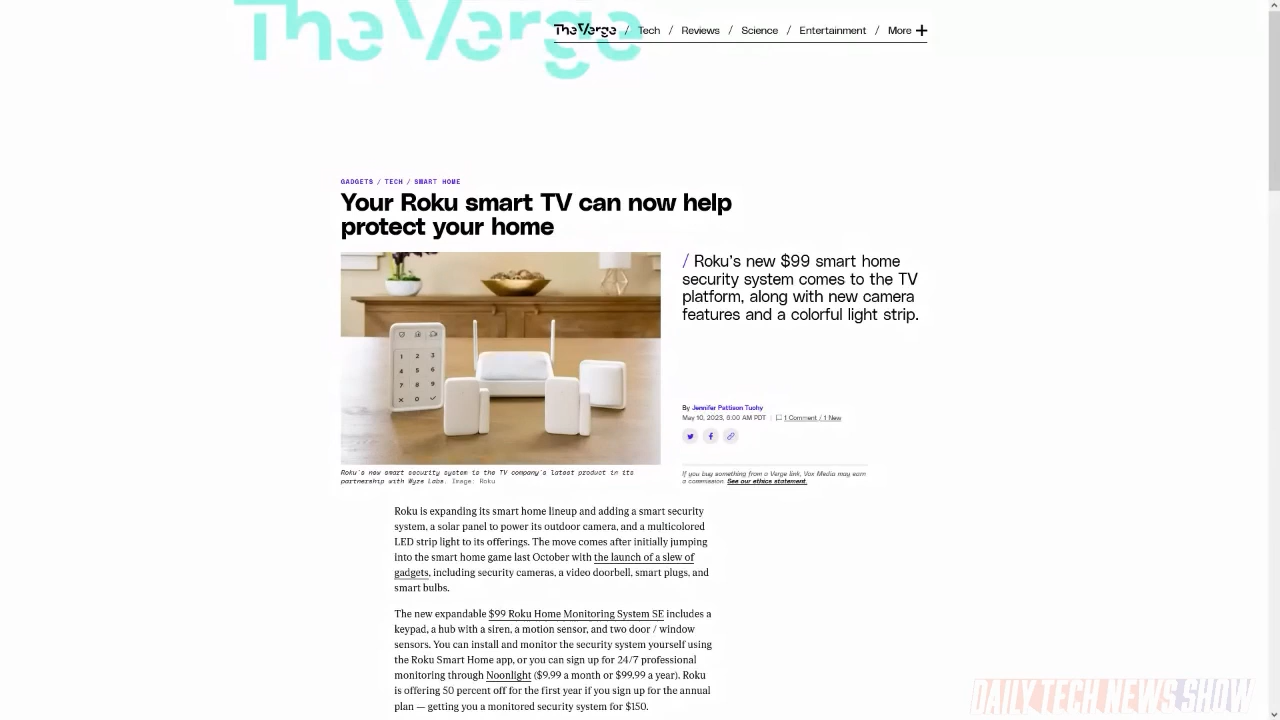 The Verge
The Verge / Tech / Reviews / Science / Entertainment / More +
GADGETS / TECH / SMART HOME
Your Roku smart TV can now help
protect your home
/ Roku's new $99 smart home
security system comes to the TV
platform, along with new camera
features and a colorful light strip.
1 2 3
4 5 6
7 8 9
× 0 ✓
By Jennifer Pattison Tuohy
May 10, 2023, 6:00 AM PDT | 1 Comment / 1 New
Roku's new smart security system is the TV company's latest product in its
partnership with Wyze Labs. Image: Roku
If you buy something from a Verge link, Vox Media may earn
a commission. See our ethics statement.
Roku is expanding its smart home lineup and adding a smart security
system, a solar panel to power its outdoor camera, and a multicolored
LED strip light to its offerings. The move comes after initially jumping
into the smart home game last October with the launch of a slew of
gadgets, including security cameras, a video doorbell, smart plugs, and
smart bulbs.
The new expandable $99 Roku Home Monitoring System SE includes a
keypad, a hub with a siren, a motion sensor, and two door / window
sensors. You can install and monitor the security system yourself using
the Roku Smart Home app, or you can sign up for 24/7 professional
monitoring through Noonlight ($9.99 a month or $99.99 a year). Roku
is offering 50 percent off for the first year if you sign up for the annual
plan — getting you a monitored security system for $150.
DAILY TECH NEWS SHOW